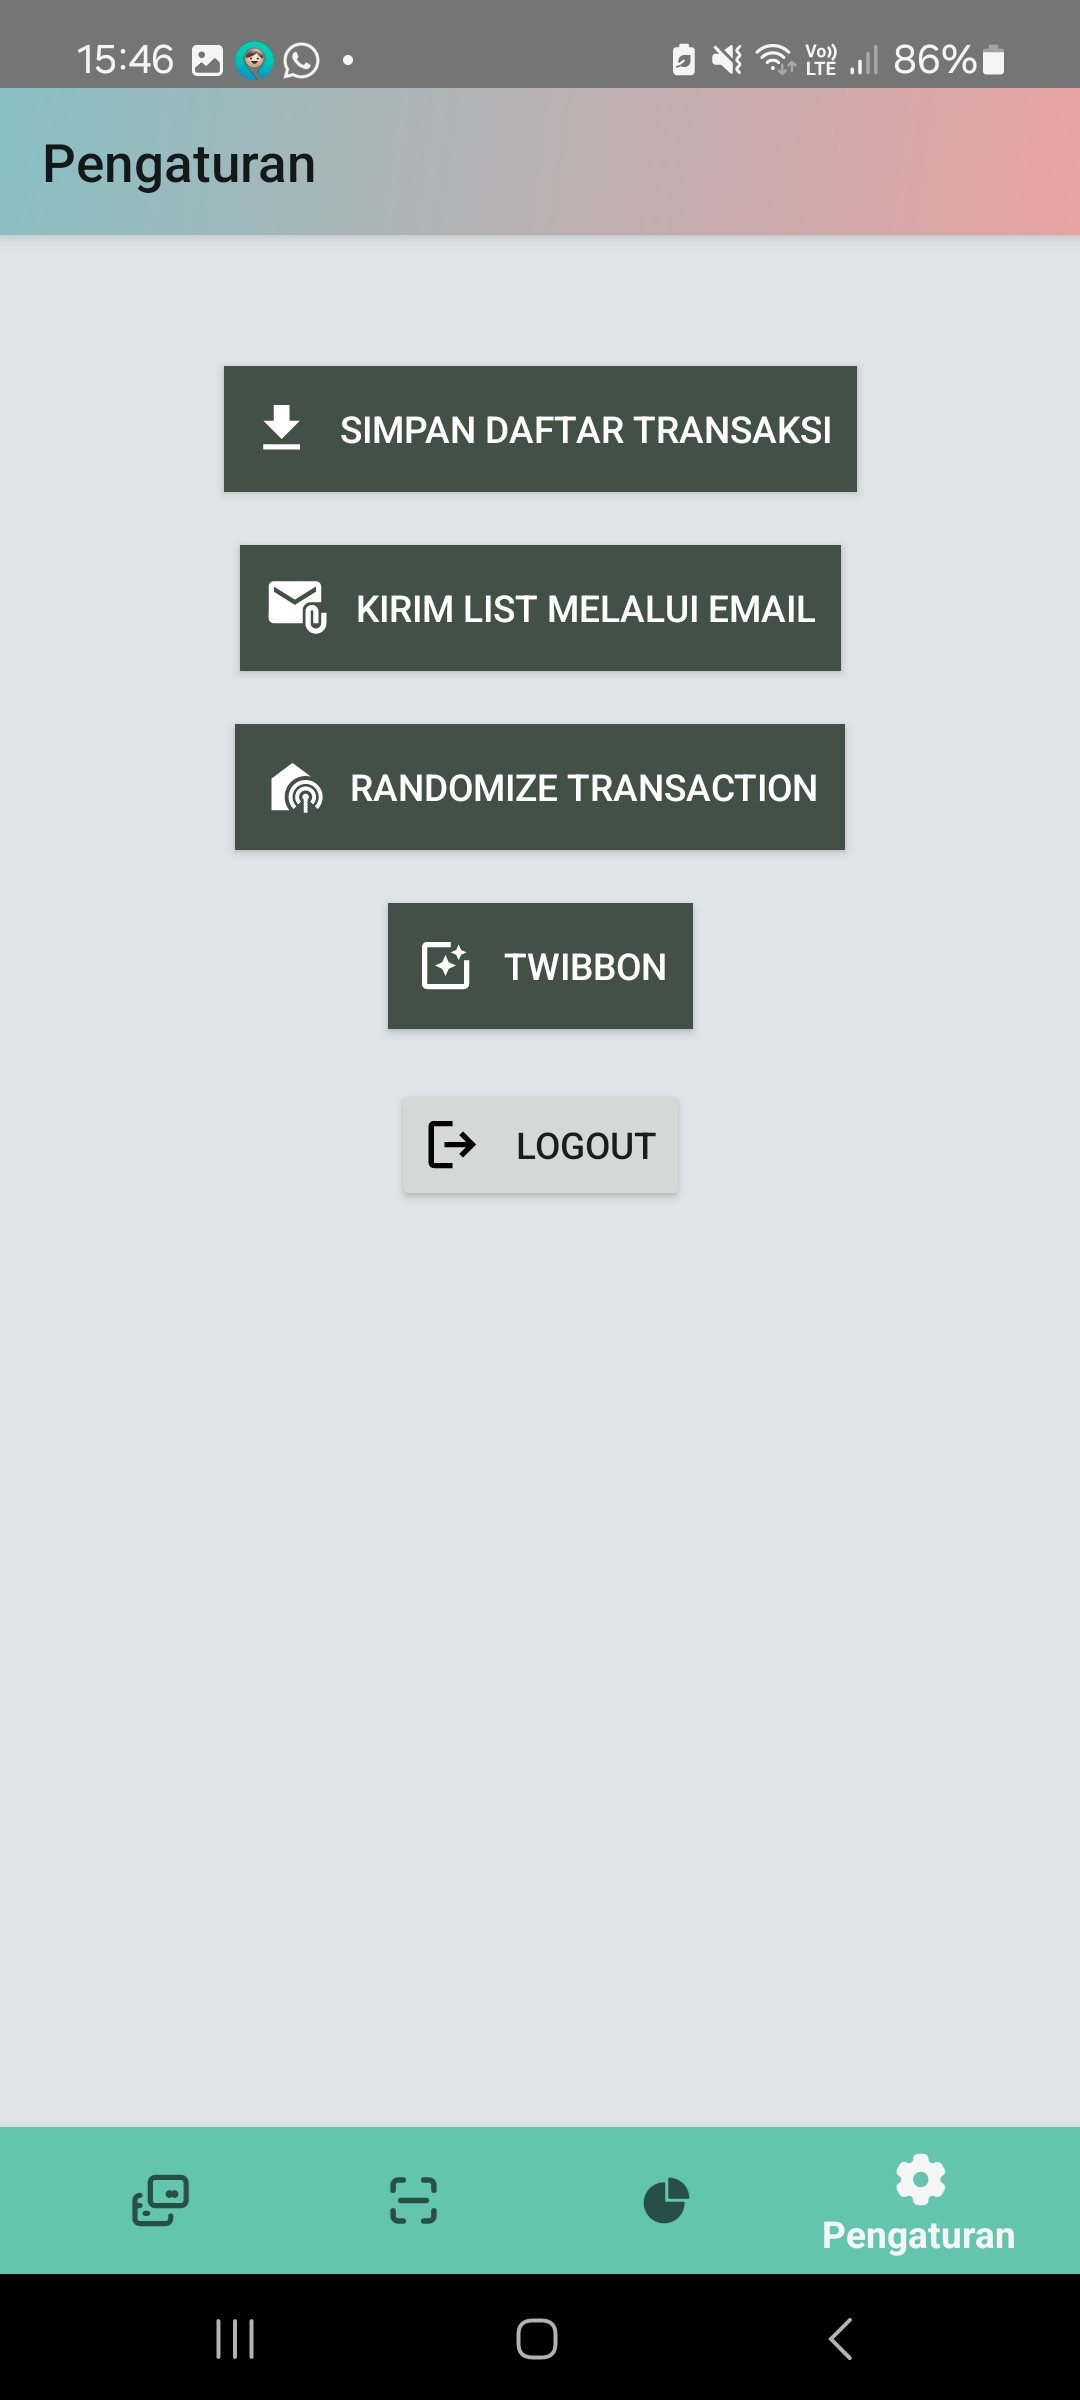 15:46 Vo)) LTE 86%
Pengaturan
SIMPAN DAFTAR TRANSAKSI
KIRIM LIST MELALUI EMAIL
RANDOMIZE TRANSACTION
TWIBBON
LOGOUT
Pengaturan